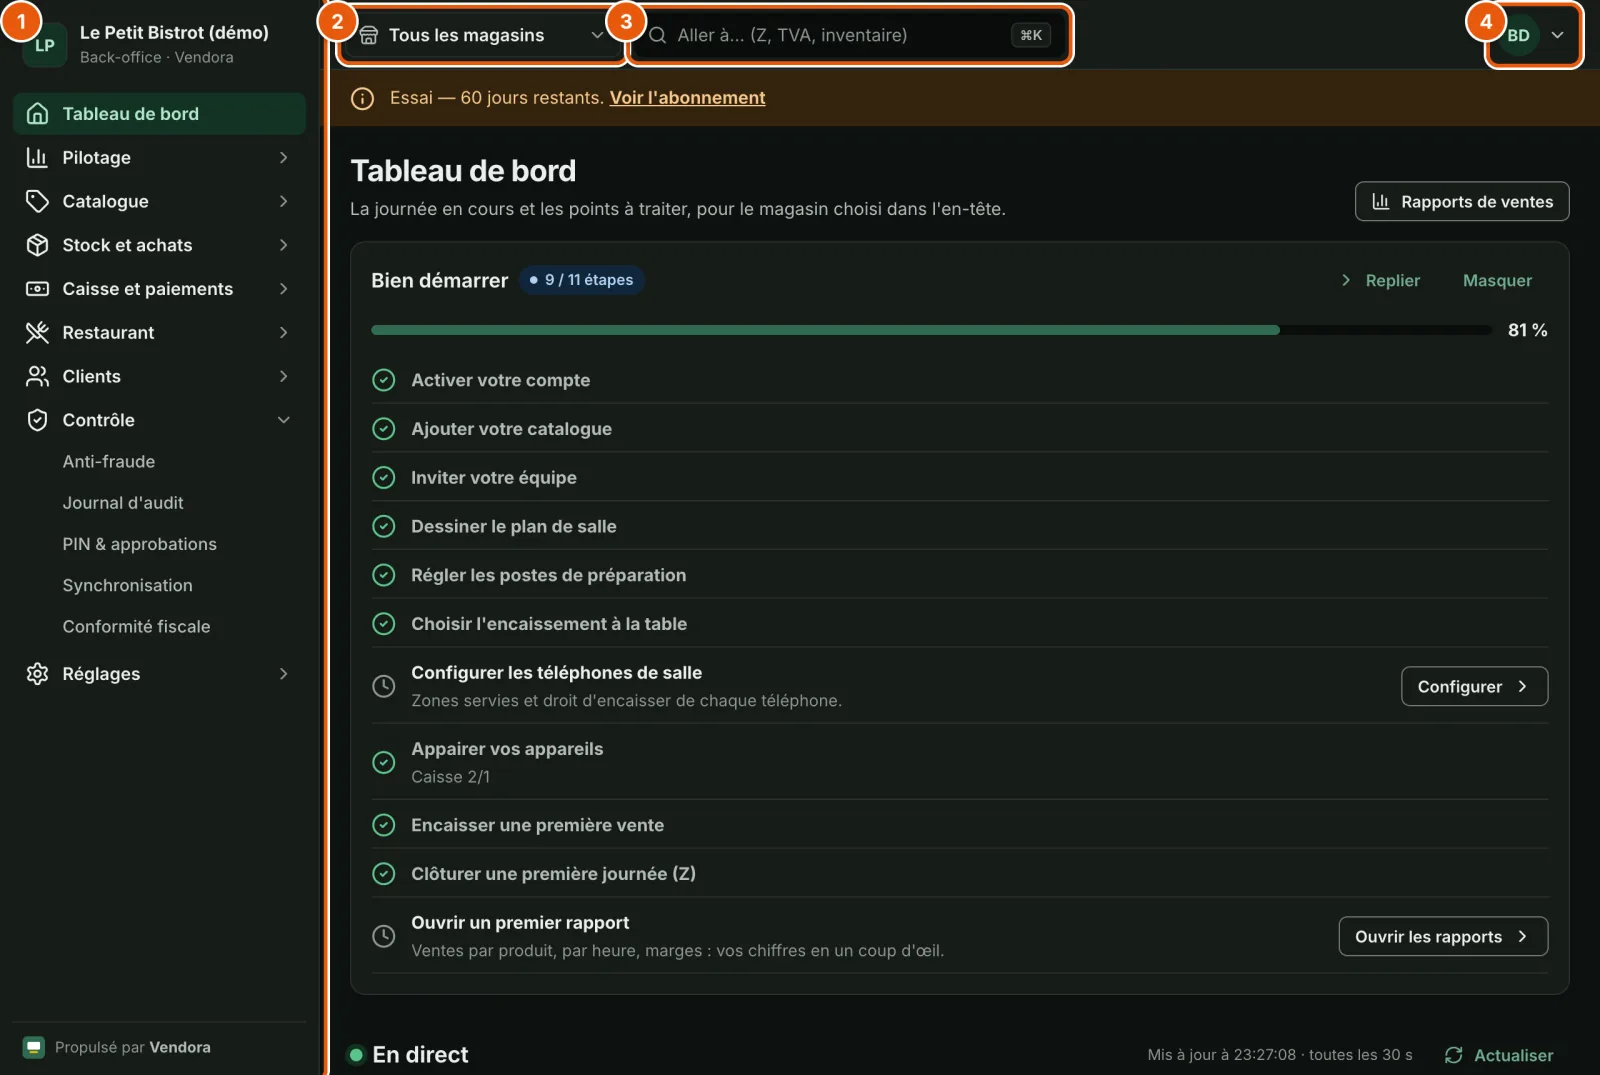 1
LP
Le Petit Bistrot (démo)
Back-office · Vendora
Tableau de bord
Pilotage
Catalogue
Stock et achats
Caisse et paiements
Restaurant
Clients
Contrôle
Anti-fraude
Journal d'audit
PIN & approbations
Synchronisation
Conformité fiscale
Réglages
Propulsé par Vendora
2
Tous les magasins
3
Aller à... (Z, TVA, inventaire)
⌘K
4
BD
Essai — 60 jours restants. Voir l'abonnement
Tableau de bord
La journée en cours et les points à traiter, pour le magasin choisi dans l'en-tête.
Rapports de ventes
Bien démarrer
9 / 11 étapes
Replier
Masquer
81 %
Activer votre compte
Ajouter votre catalogue
Inviter votre équipe
Dessiner le plan de salle
Régler les postes de préparation
Choisir l'encaissement à la table
Configurer les téléphones de salle
Zones servies et droit d'encaisser de chaque téléphone.
Configurer
Appairer vos appareils
Caisse 2/1
Encaisser une première vente
Clôturer une première journée (Z)
Ouvrir un premier rapport
Ventes par produit, par heure, marges : vos chiffres en un coup d'œil.
Ouvrir les rapports
En direct
Mis à jour à 23:27:08 · toutes les 30 s
Actualiser